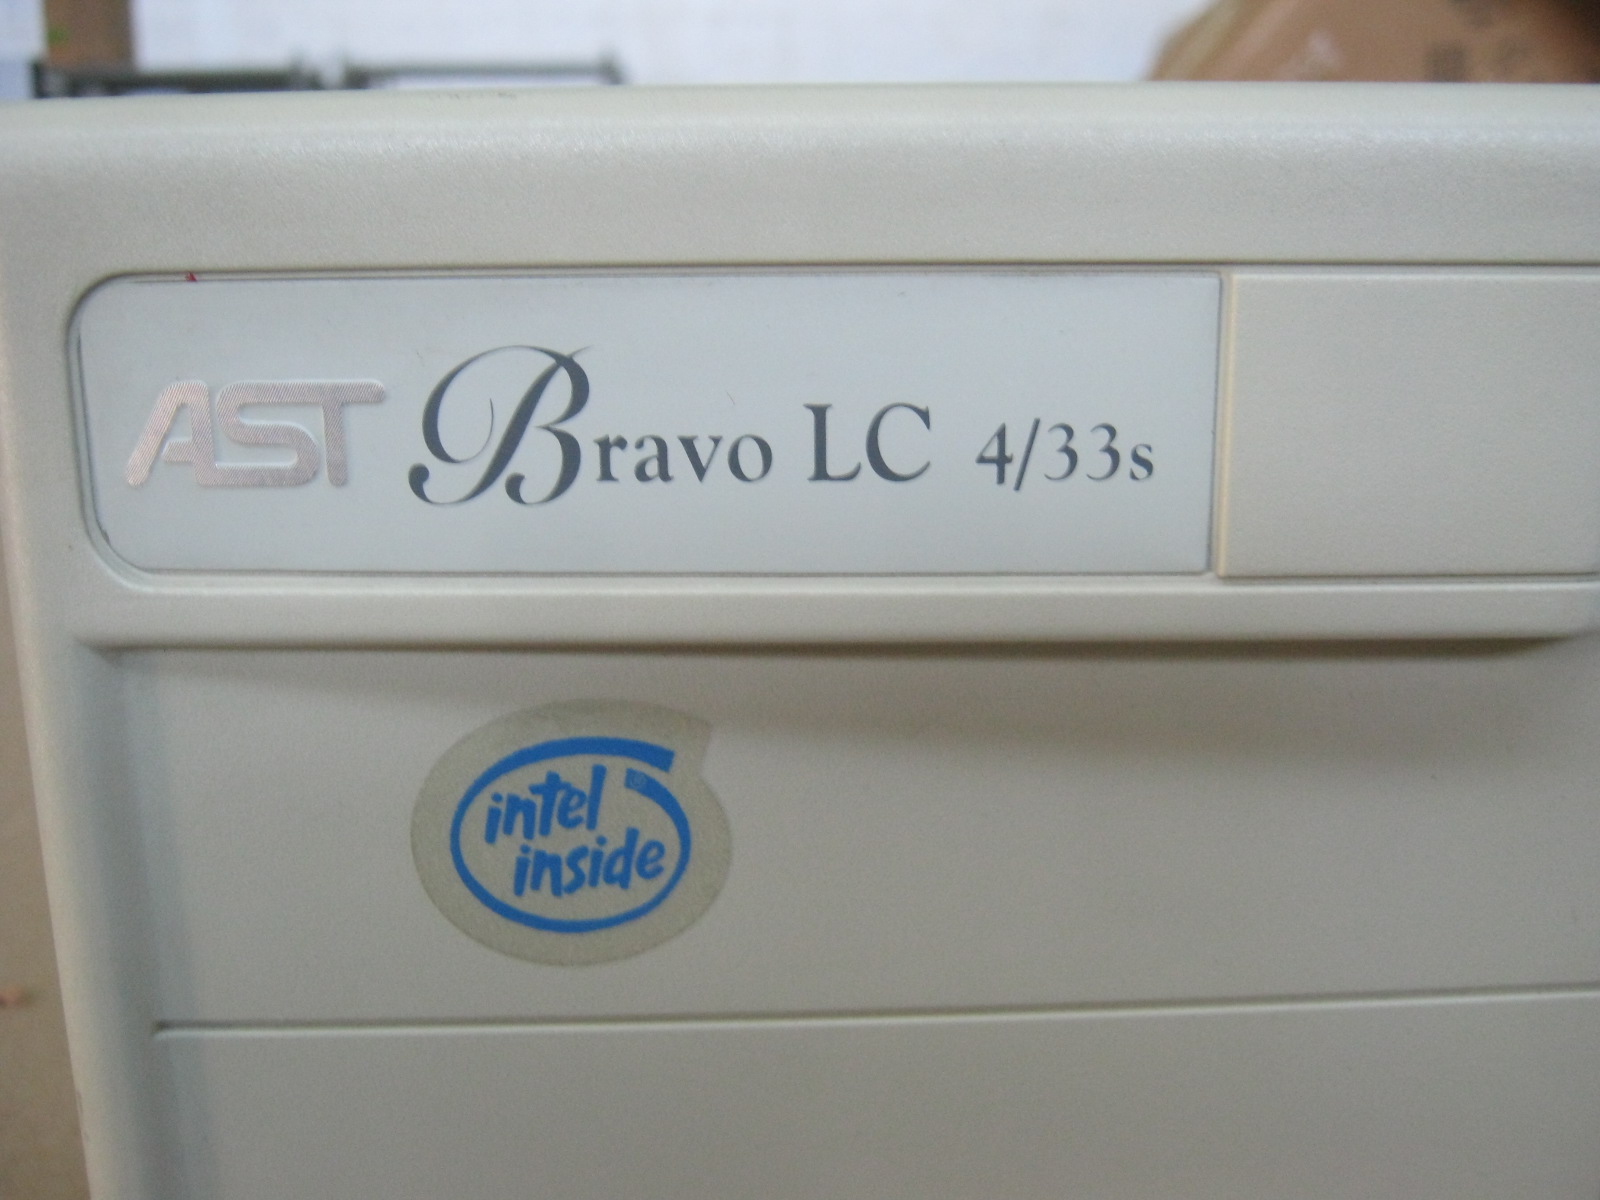 AST Bravo LC 4/33s
intel
inside